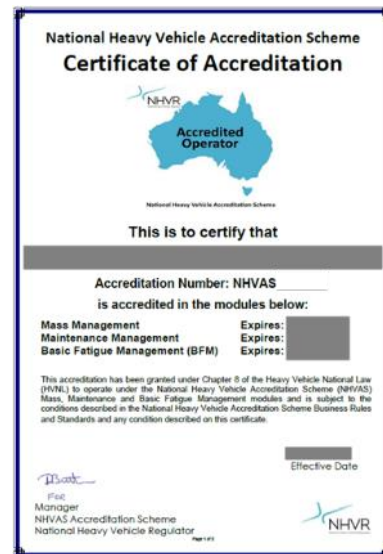 National Heavy Vehicle Accreditation Scheme
Certificate of Accreditation
NHVR
Accredited
Operator
National Heavy Vehicle Accreditation Scheme
This is to certify that
Accreditation Number: NHVAS______
is accredited in the modules below:
Mass Management Expires:
Maintenance Management Expires:
Basic Fatigue Management (BFM) Expires:
This accreditation has been granted under Chapter 8 of the Heavy Vehicle National Law
(HVNL) to operate under the National Heavy Vehicle Accreditation Scheme (NHVAS)
Mass, Maintenance and Basic Fatigue Management modules and is subject to the
conditions described in the National Heavy Vehicle Accreditation Scheme Business Rules
and Standards and any condition described on this certificate.
Effective Date
For
Manager
NHVAS Accreditation Scheme
National Heavy Vehicle Regulator
Page 1 of 2
NHVR